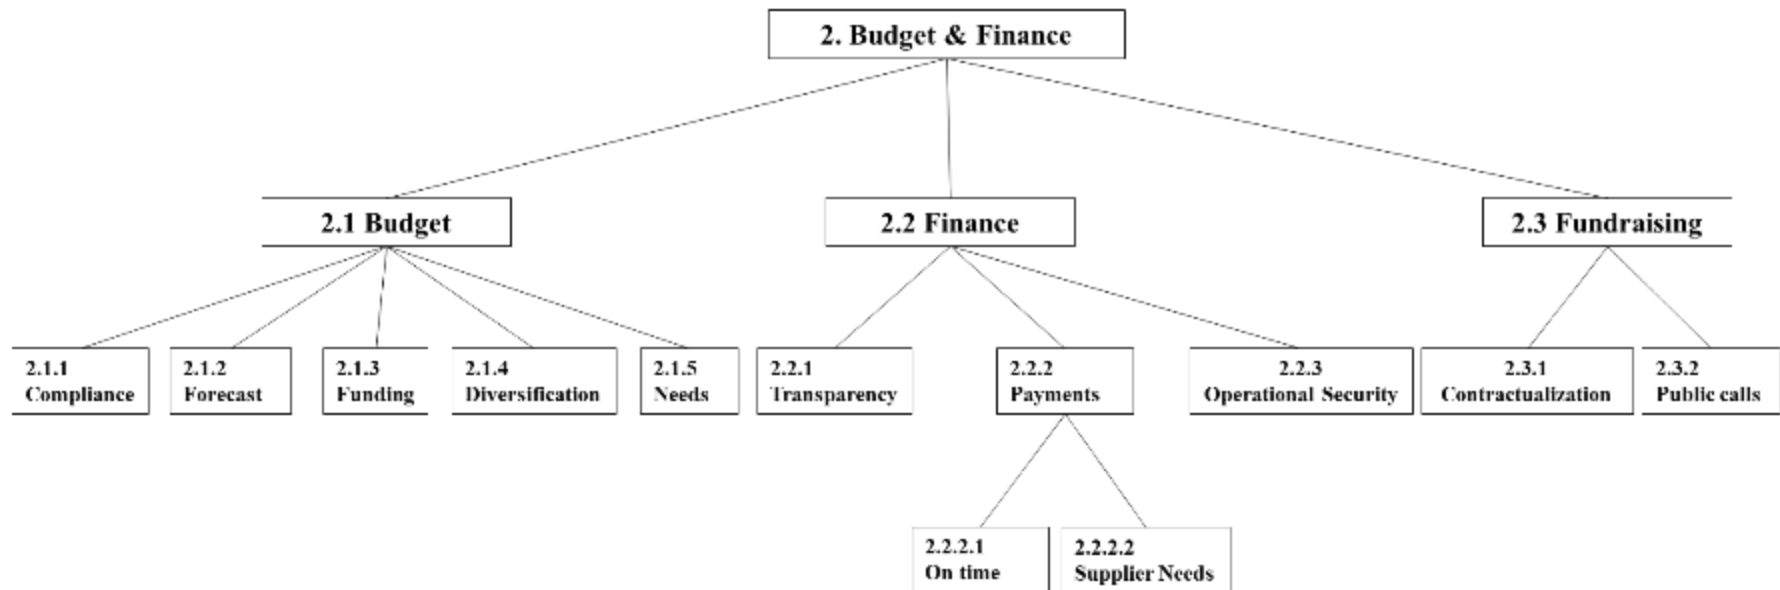 2. Budget & Finance
2.1 Budget
2.2 Finance
2.3 Fundraising
2.1.1
Compliance
2.1.2
Forecast
2.1.3
Funding
2.1.4
Diversification
2.1.5
Needs
2.2.1
Transparency
2.2.2
Payments
2.2.3
Operational Security
2.3.1
Contractualization
2.3.2
Public calls
2.2.2.1
On time
2.2.2.2
Supplier Needs